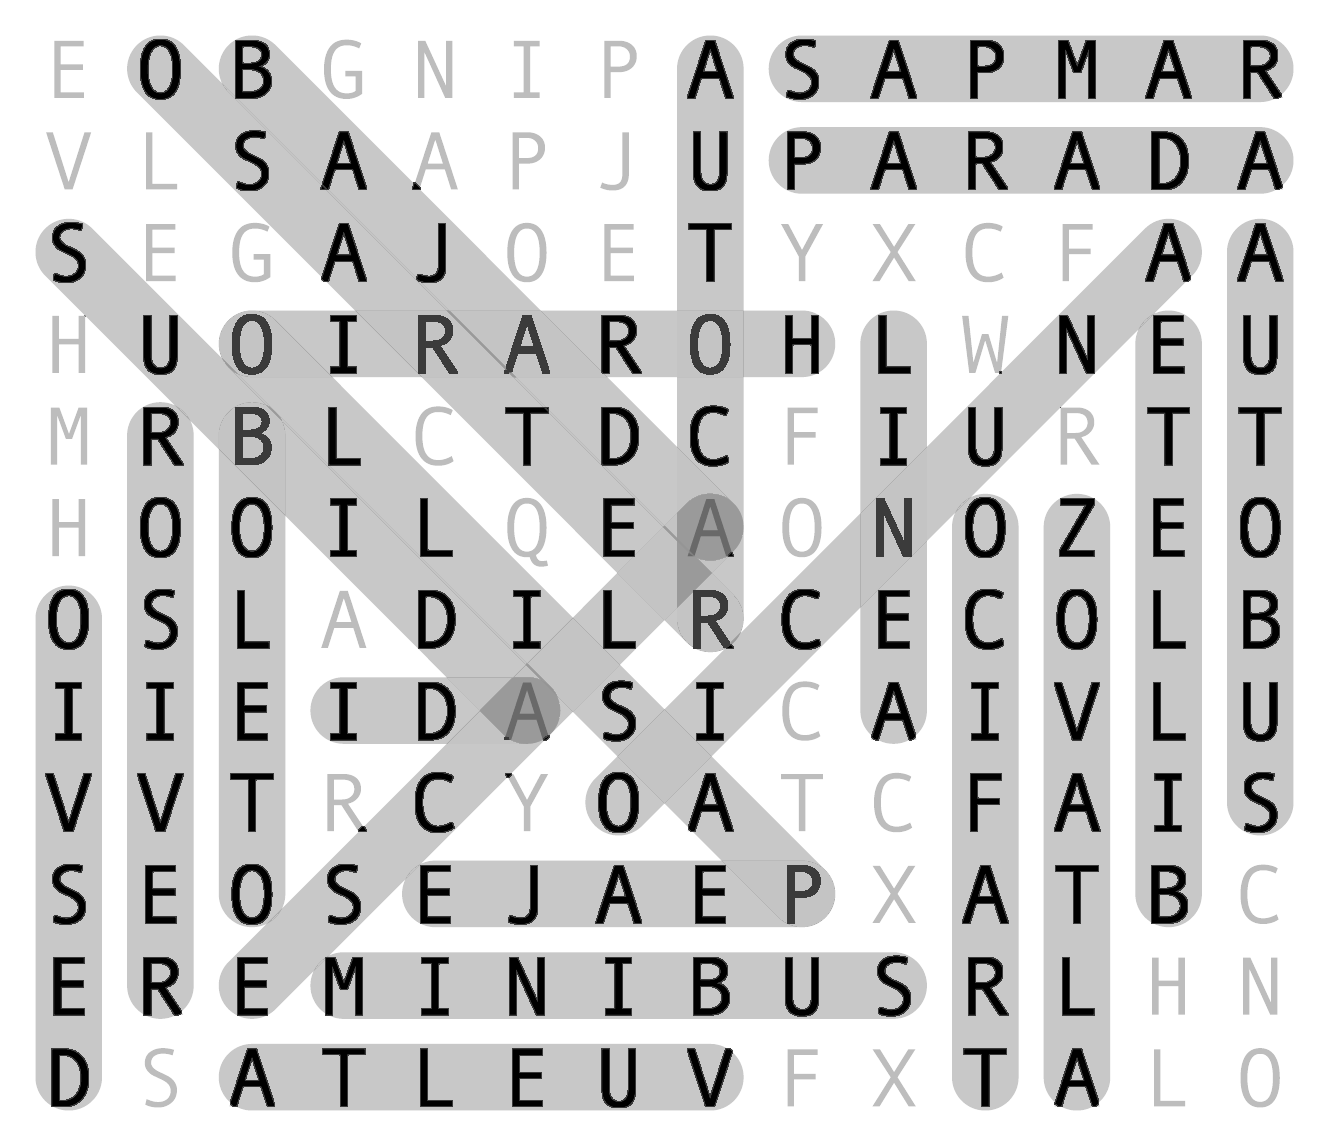 E O B G N I P A S A P M A R
V L S A A P J U P A R A D A
S E G A J O E T Y X C F A A
H U O I R A R O H L W N E U
M R B L C T D C F I U R T T
H O O I L Q E A O N O Z E O
O S L A D I L R C E C O L B
I I E I D A S I C A I V L U
V V T R C Y O A T C F A I S
S E O S E J A E P X A T B C
E R E M I N I B U S R L H N
D S A T L E U V F X T A L O